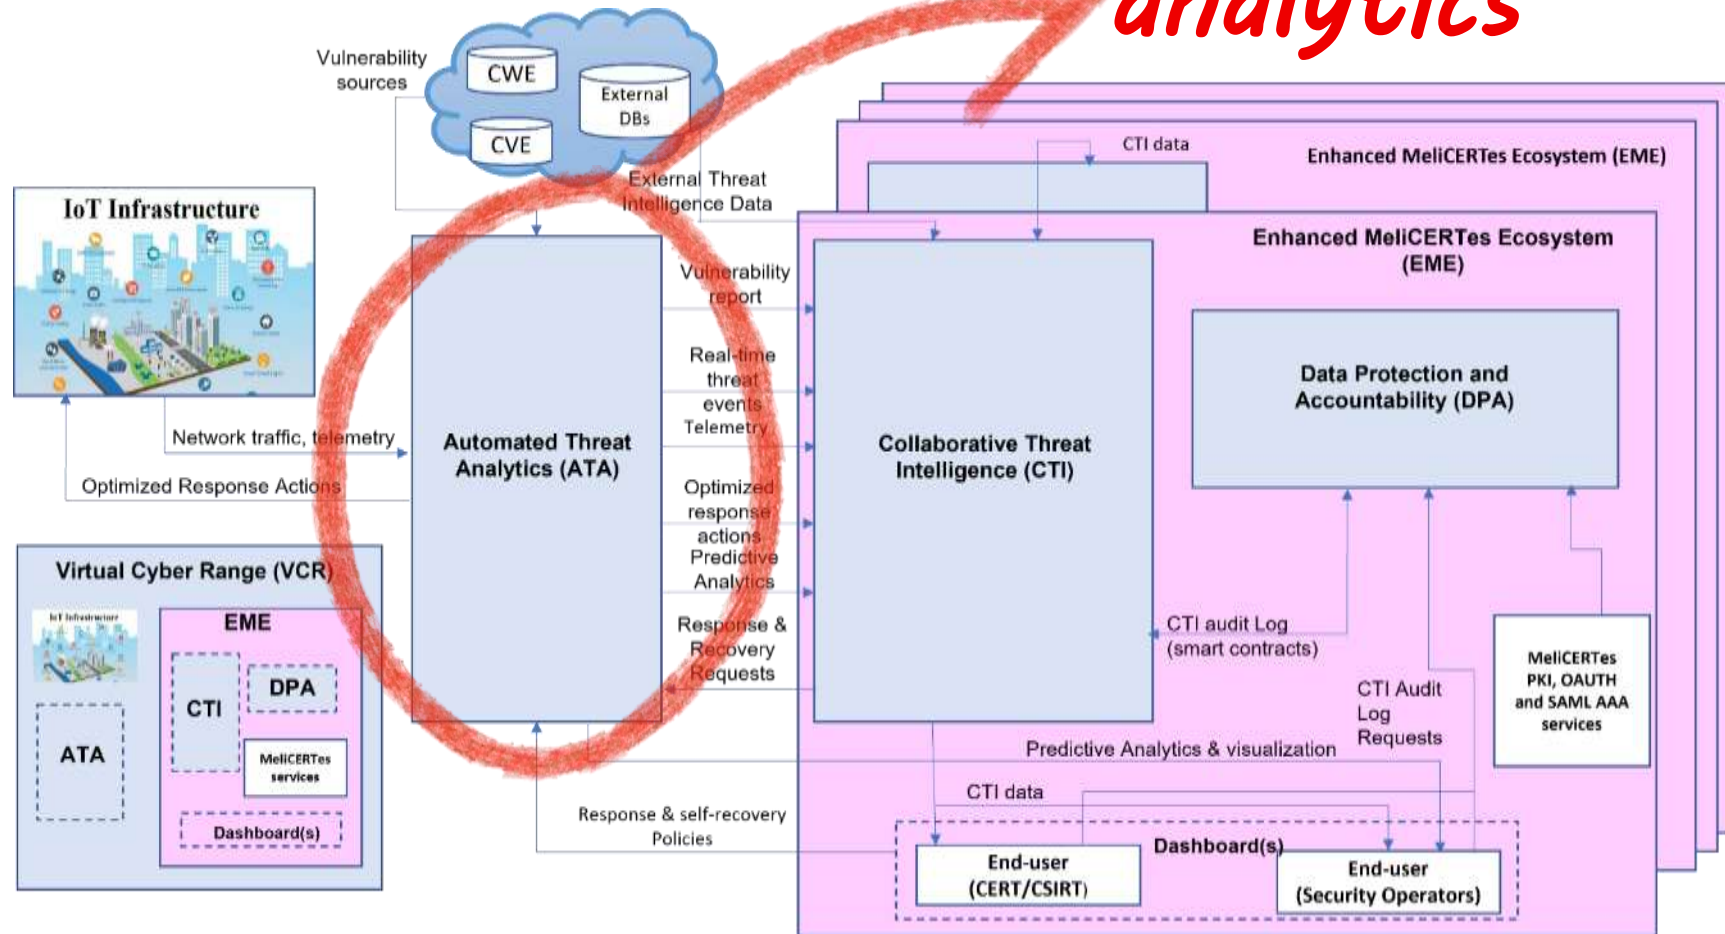 analytics
Vulnerability
sources
CWE
External
DBs
CVE
CTI data
Enhanced MeliCERTes Ecosystem (EME)
External Threat
Intelligence Data
IoT Infrastructure
Enhanced MeliCERTes Ecosystem
(EME)
Vulnerability
report
Real-time
threat
events
Telemetry
Data Protection and
Accountability (DPA)
Network traffic, telemetry
Automated Threat
Analytics (ATA)
Collaborative Threat
Intelligence (CTI)
Optimized Response Actions
Optimized
response
actions
Predictive
Analytics
Virtual Cyber Range (VCR)
IoT Infrastructure
EME
Response &
Recovery
Requests
CTI audit Log
(smart contracts)
MeliCERTes
PKI, OAUTH
and SAML AAA
services
DPA
CTI
CTI Audit
Log
Requests
ATA
MeliCERTes
services
Predictive Analytics & visualization
CTI data
Response & self-recovery
Policies
Dashboard(s)
Dashboard(s)
End-user
(CERT/CSIRT)
End-user
(Security Operators)